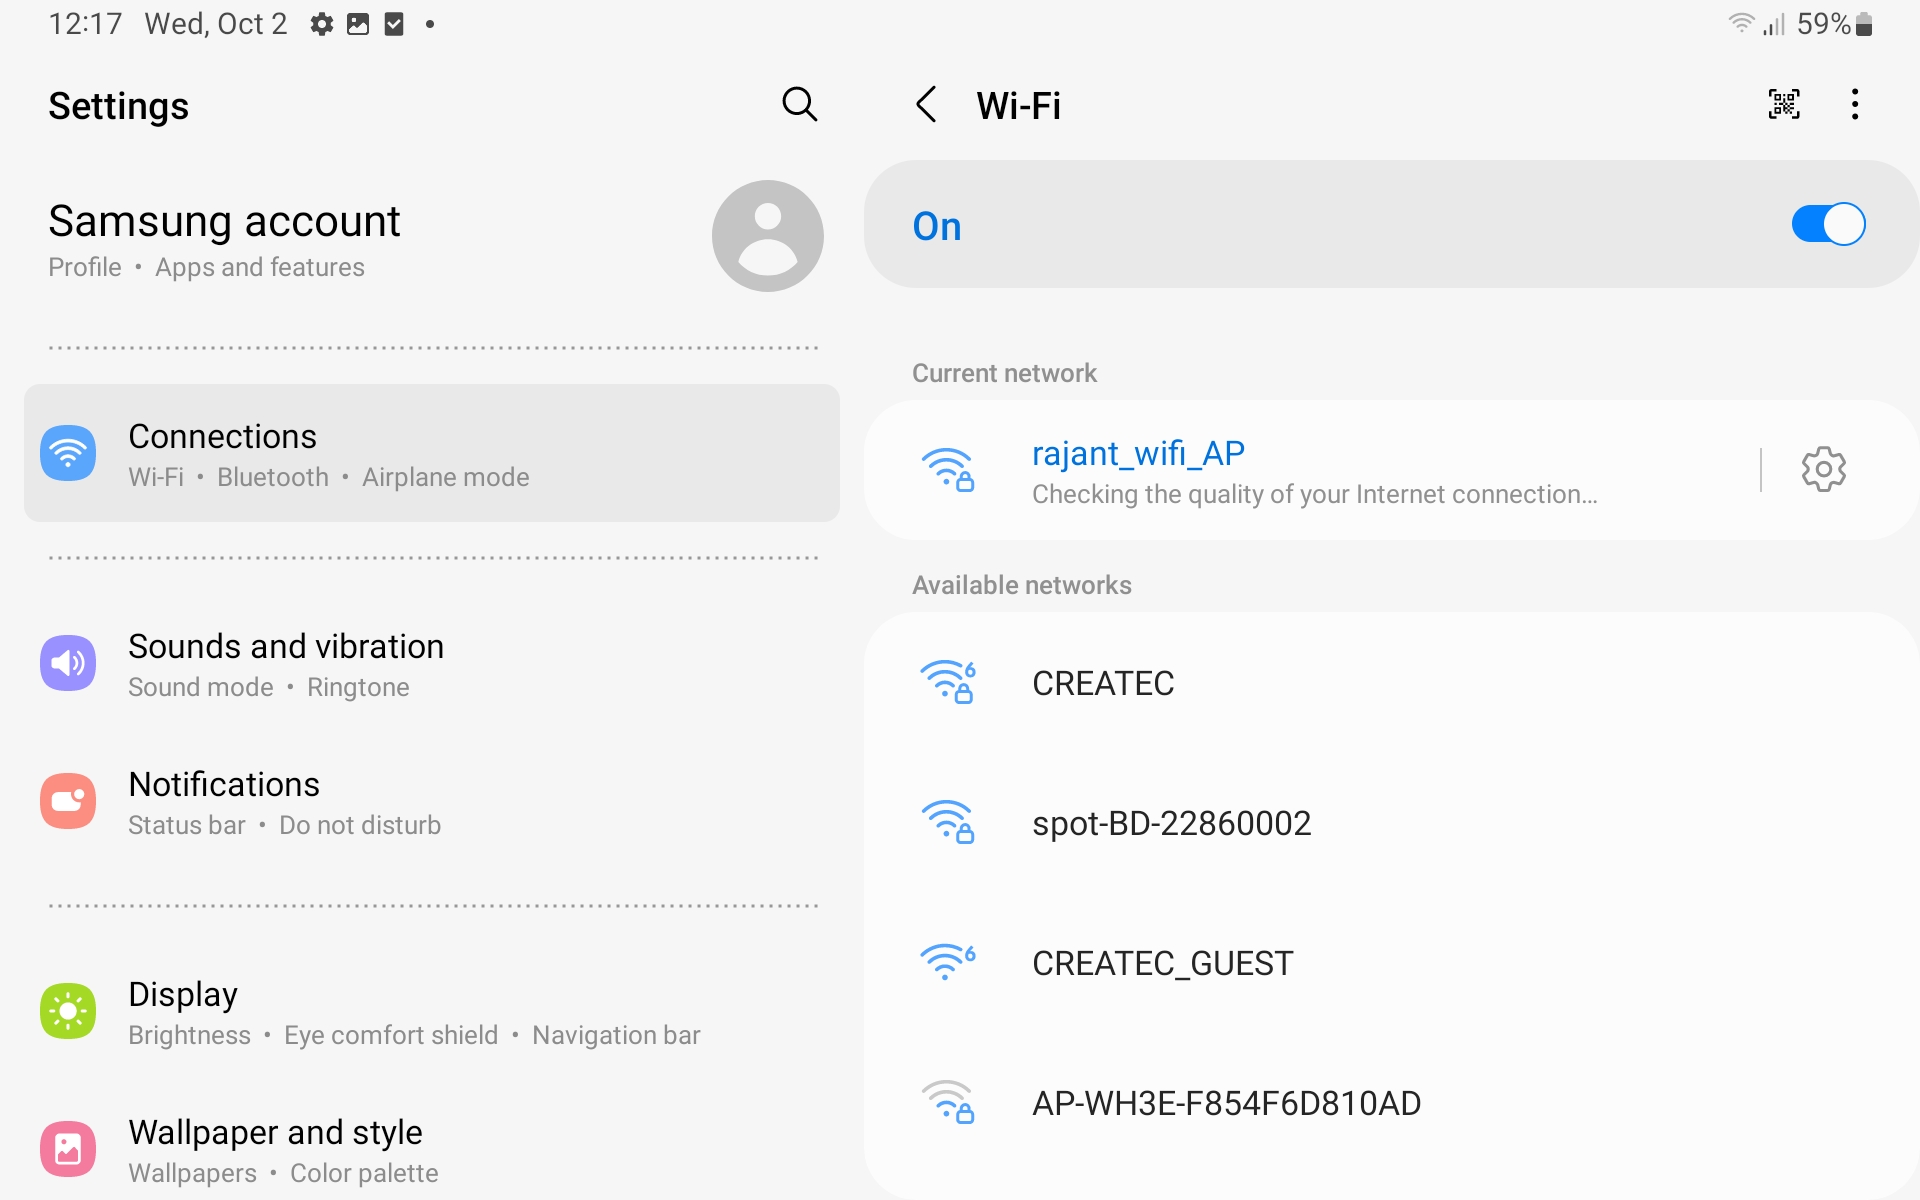 12:17 Wed, Oct 2
59%
Settings
Samsung account
Profile • Apps and features
Connections
Wi-Fi • Bluetooth • Airplane mode
Sounds and vibration
Sound mode • Ringtone
Notifications
Status bar • Do not disturb
Display
Brightness • Eye comfort shield • Navigation bar
Wallpaper and style
Wallpapers • Color palette
Wi-Fi
On
Current network
rajant_wifi_AP
Checking the quality of your Internet connection...
Available networks
6
CREATEC
spot-BD-22860002
6
CREATEC_GUEST
AP-WH3E-F854F6D810AD